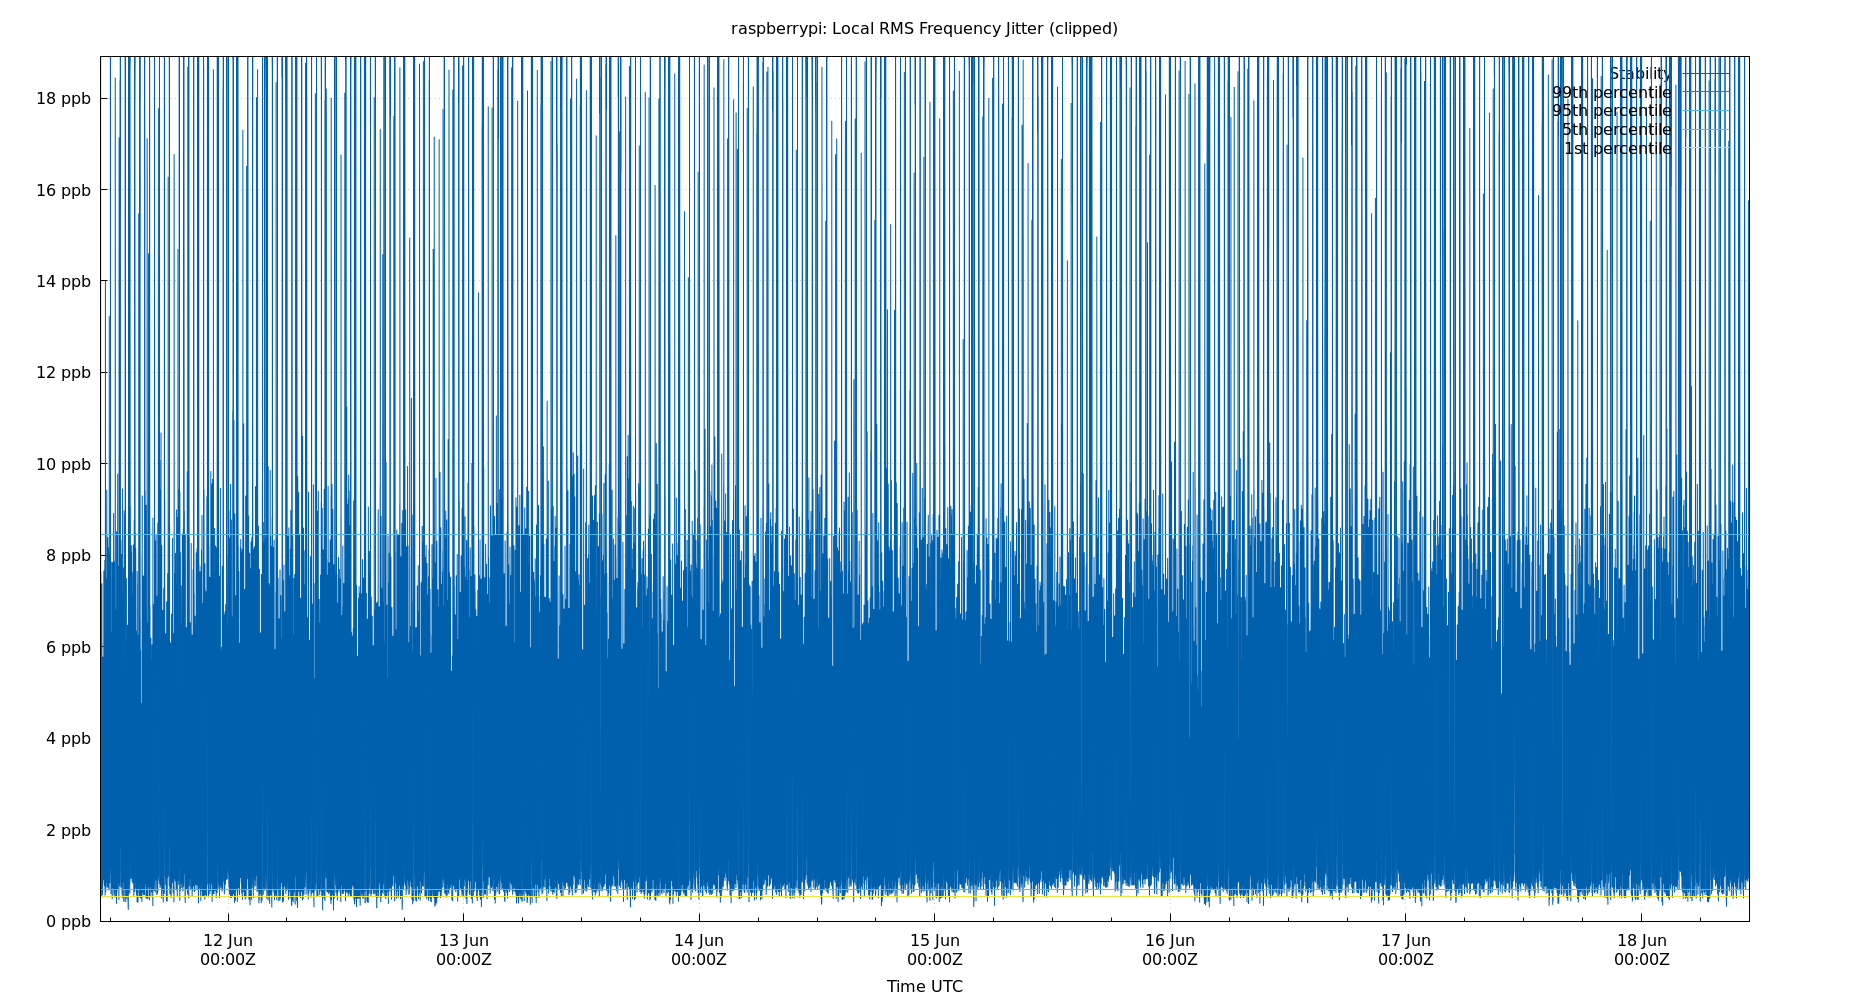 raspberrypi: Local RMS Frequency Jitter (clipped)
Stability
99th percentile
95th percentile
5th percentile
1st percentile
18 ppb
16 ppb
14 ppb
12 ppb
10 ppb
8 ppb
6 ppb
4 ppb
2 ppb
0 ppb
12 Jun 13 Jun 14 Jun 15 Jun 16 Jun 17 Jun 18 Jun
00:00Z 00:00Z 00:00Z 00:00Z 00:00Z 00:00Z 00:00Z
Time UTC